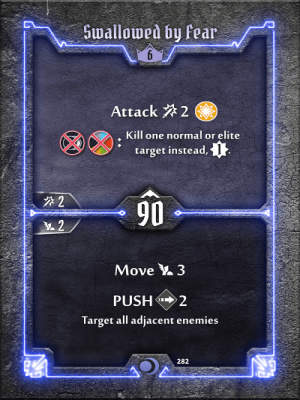 Swallowed by Fear
6
Attack 2
: Kill one normal or elite
target instead, .
2
90
2
Move 3
PUSH 2
Target all adjacent enemies
282